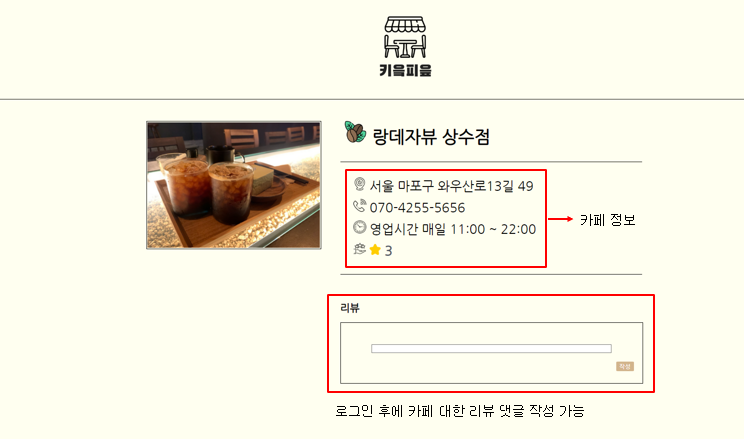 키읔피읖
랑데자뷰 상수점
서울 마포구 와우산로13길 49
070-4255-5656
영업시간 매일 11:00 ~ 22:00
3
카페 정보
리뷰
로그인 후에 카페 대한 리뷰 댓글 작성 가능